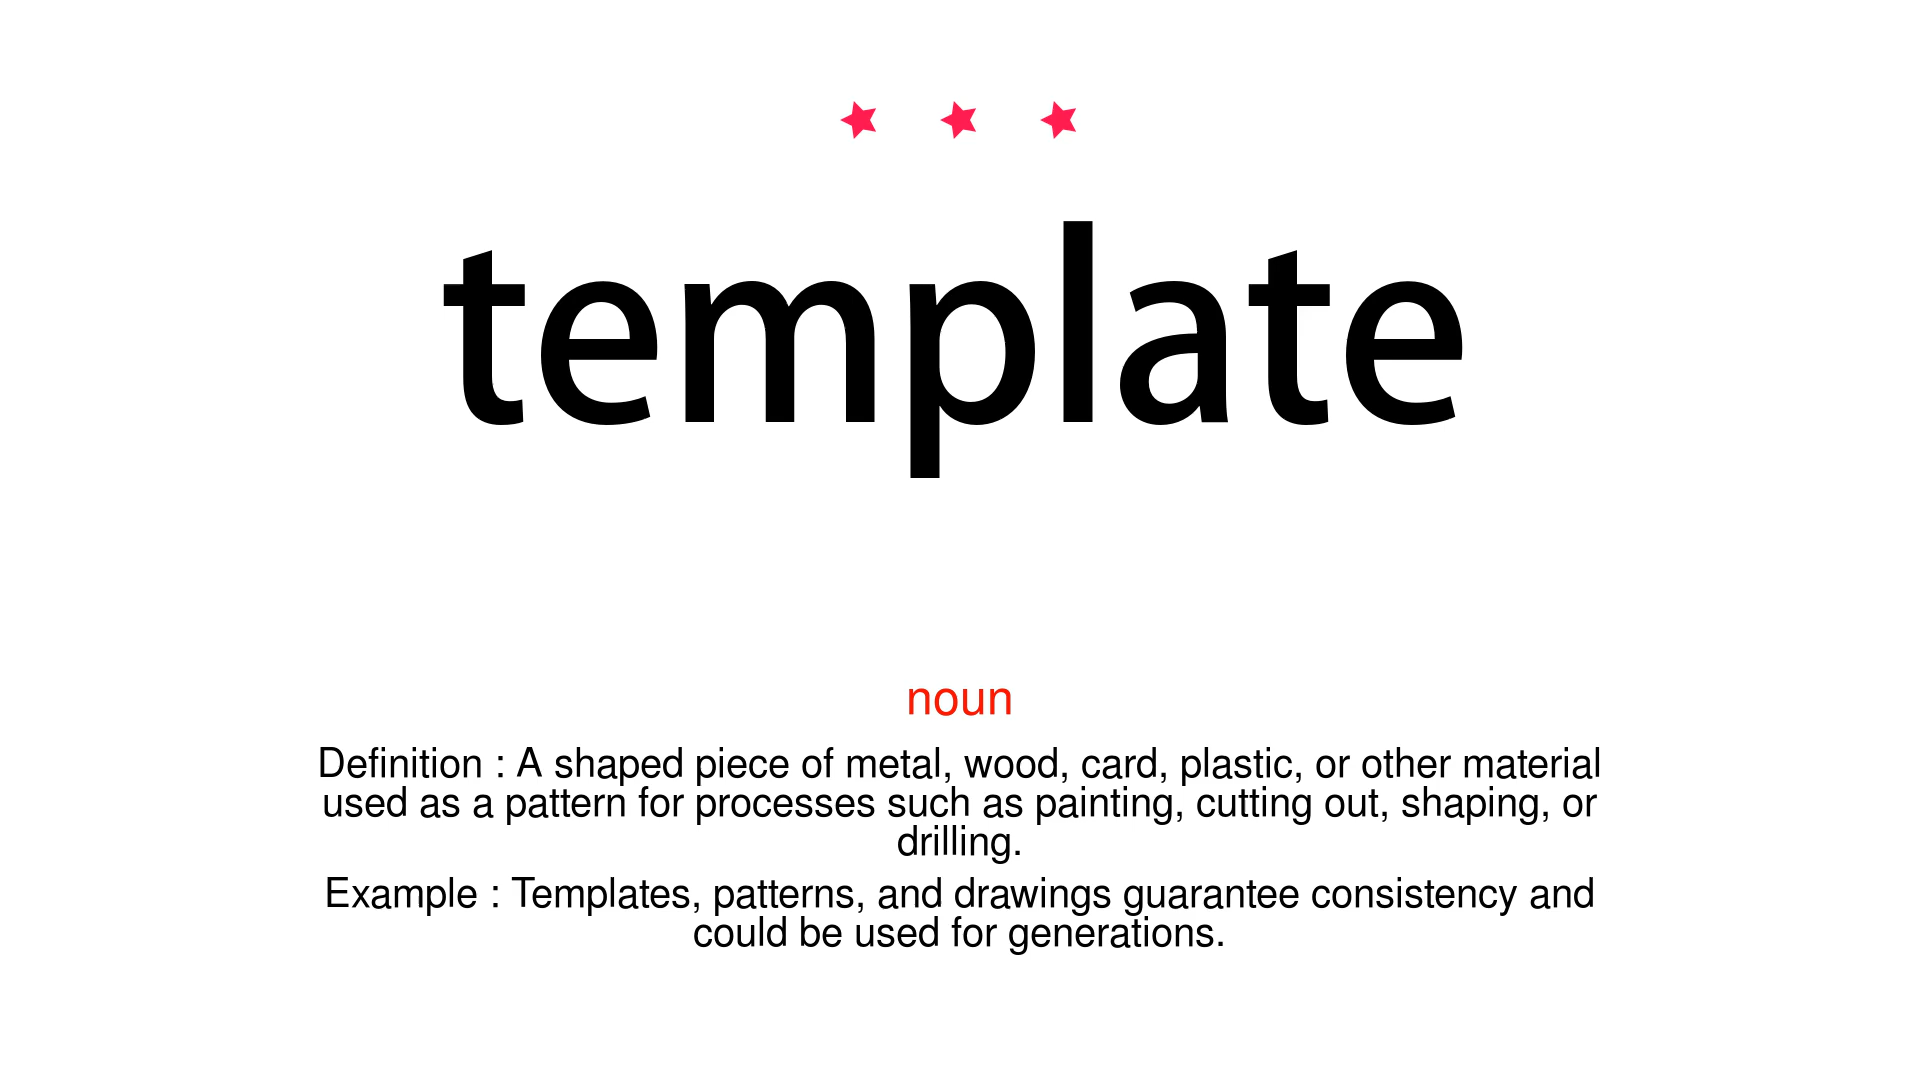 template
noun
Definition : A shaped piece of metal, wood, card, plastic, or other material
used as a pattern for processes such as painting, cutting out, shaping, or
drilling.
Example : Templates, patterns, and drawings guarantee consistency and
could be used for generations.